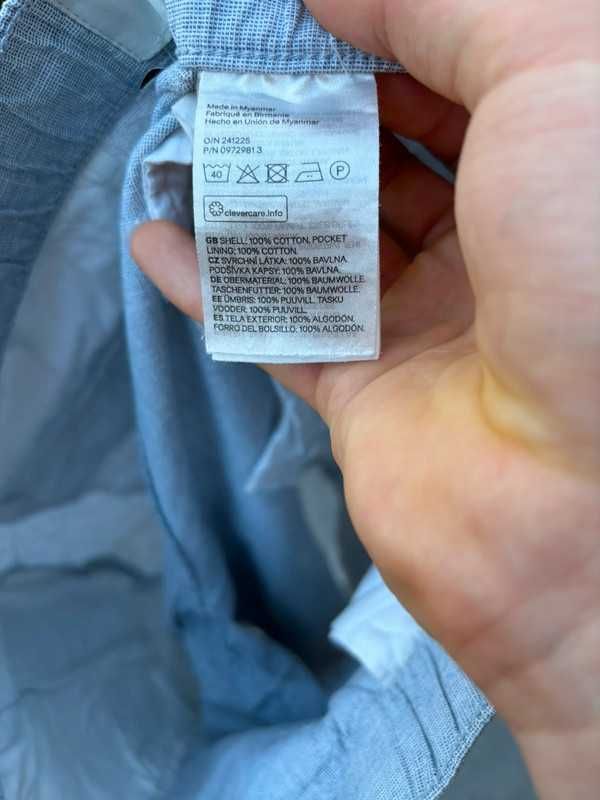 Made in Myanmar
Fabriqué en Birmanie
Hecho en Unión de Myanmar
O/N 241225
P/N 0972981 3
40 P
clevercare.info
GB SHELL: 100% COTTON. POCKET
LINING: 100% COTTON.
CZ SVRCHNÍ LÁTKA: 100% BAVLNA.
PODŠÍVKA KAPSY: 100% BAVLNA.
DE OBERMATERIAL: 100% BAUMWOLLE.
TASCHENFUTTER: 100% BAUMWOLLE.
EE ÜMBRIS: 100% PUUVILL. TASKU
VOODER: 100% PUUVILL.
ES TELA EXTERIOR: 100% ALGODÓN.
FORRO DEL BOLSILLO: 100% ALGODÓN.